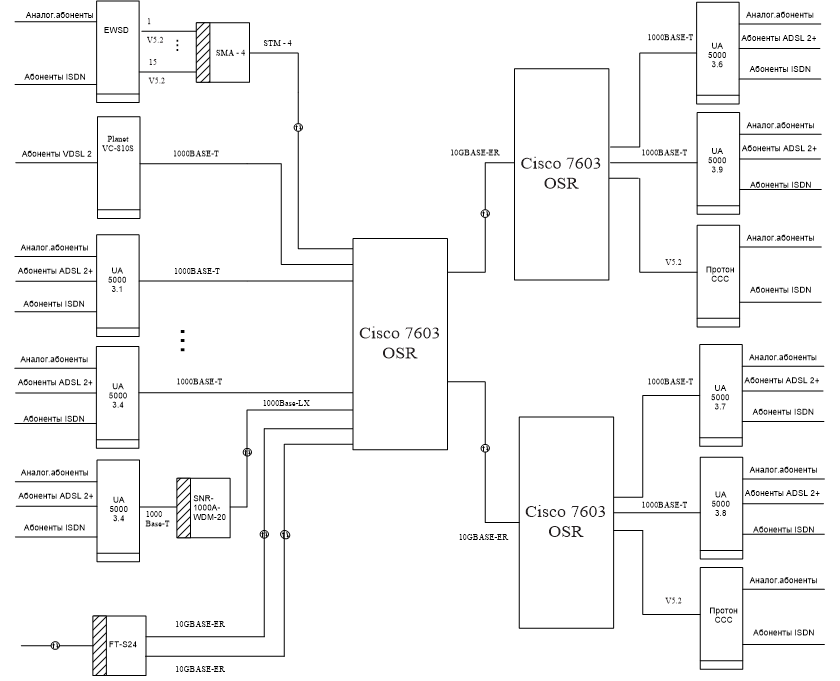 Аналог.абоненты
Абоненты ISDN
EWSD
1
V5.2
15
V5.2
SMA - 4
STM - 4
Абоненты VDSL 2
Planet
VC-810S
1000BASE-T
Аналог.абоненты
Абоненты ADSL 2+
Абоненты ISDN
UA
5000
3.1
1000BASE-T
Аналог.абоненты
Абоненты ADSL 2+
Абоненты ISDN
UA
5000
3.4
1000BASE-T
1000Base-LX
Аналог.абоненты
Абоненты ADSL 2+
Абоненты ISDN
UA
5000
3.4
1000
Base-T
SNR-
1000A-
WDM-20
FT-S24
10GBASE-ER
10GBASE-ER
Cisco 7603
OSR
10GBASE-ER
Cisco 7603
OSR
1000BASE-T
UA
5000
3.6
Аналог.абоненты
Абоненты ADSL 2+
Абоненты ISDN
1000BASE-T
UA
5000
3.9
Аналог.абоненты
Абоненты ADSL 2+
Абоненты ISDN
V5.2
Протон
ССС
Аналог.абоненты
Абоненты ISDN
10GBASE-ER
Cisco 7603
OSR
1000BASE-T
UA
5000
3.7
Аналог.абоненты
Абоненты ADSL 2+
Абоненты ISDN
1000BASE-T
UA
5000
3.8
Аналог.абоненты
Абоненты ADSL 2+
Абоненты ISDN
V5.2
Протон
ССС
Аналог.абоненты
Абоненты ISDN